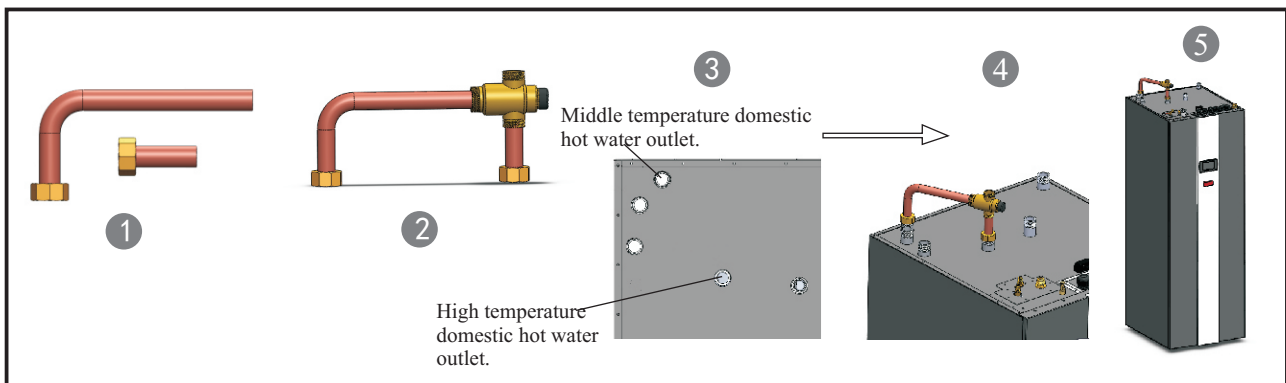 1
2
3
4
5
Middle temperature domestic
hot water outlet.
High temperature
domestic hot water
outlet.